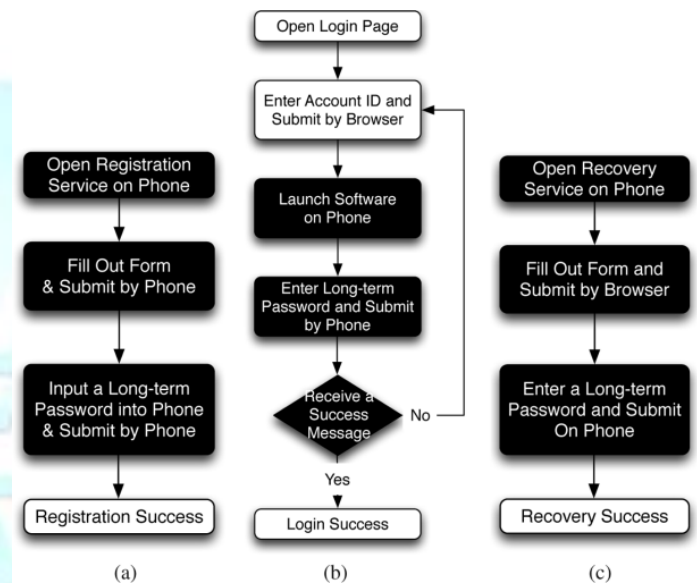 Open Registration
Service on Phone
Fill Out Form
& Submit by Phone
Input a Long-term
Password into Phone
& Submit by Phone
Registration Success
(a)
Open Login Page
Enter Account ID and
Submit by Browser
Launch Software
on Phone
Enter Long-term
Password and Submit
by Phone
Receive a
Success
Message
No
Yes
Login Success
(b)
Open Recovery
Service on Phone
Fill Out Form and
Submit by Browser
Enter a Long-term
Password and Submit
On Phone
Recovery Success
(c)